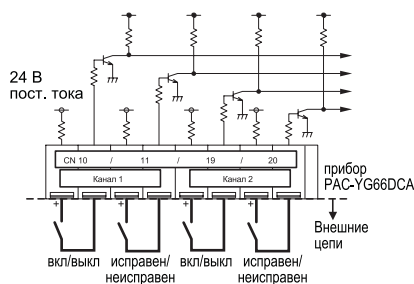 24 В
пост. тока
CN 10 / 11 / 19 / 20
прибор
PAC-YG66DCA
Канал 1
Канал 2
+ + + +
Внешние
цепи
вкл/выкл
исправен/
неисправен
вкл/выкл
исправен/
неисправен